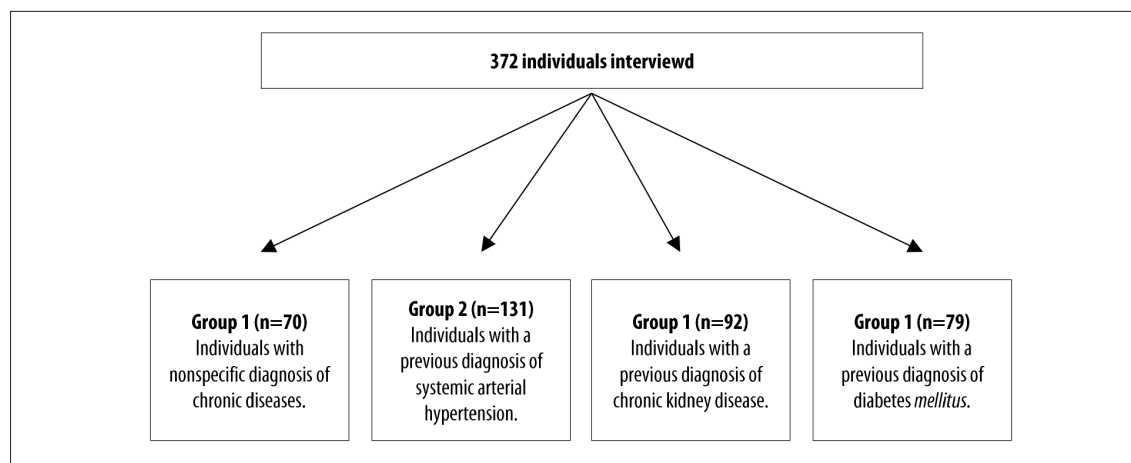 372 individuals interviewd
Group 1 (n=70)
Individuals with
nonspecific diagnosis of
chronic diseases.
Group 2 (n=131)
Individuals with a
previous diagnosis of
systemic arterial
hypertension.
Group 1 (n=92)
Individuals with a
previous diagnosis of
chronic kidney disease.
Group 1 (n=79)
Individuals with a
previous diagnosis of
diabetes mellitus.